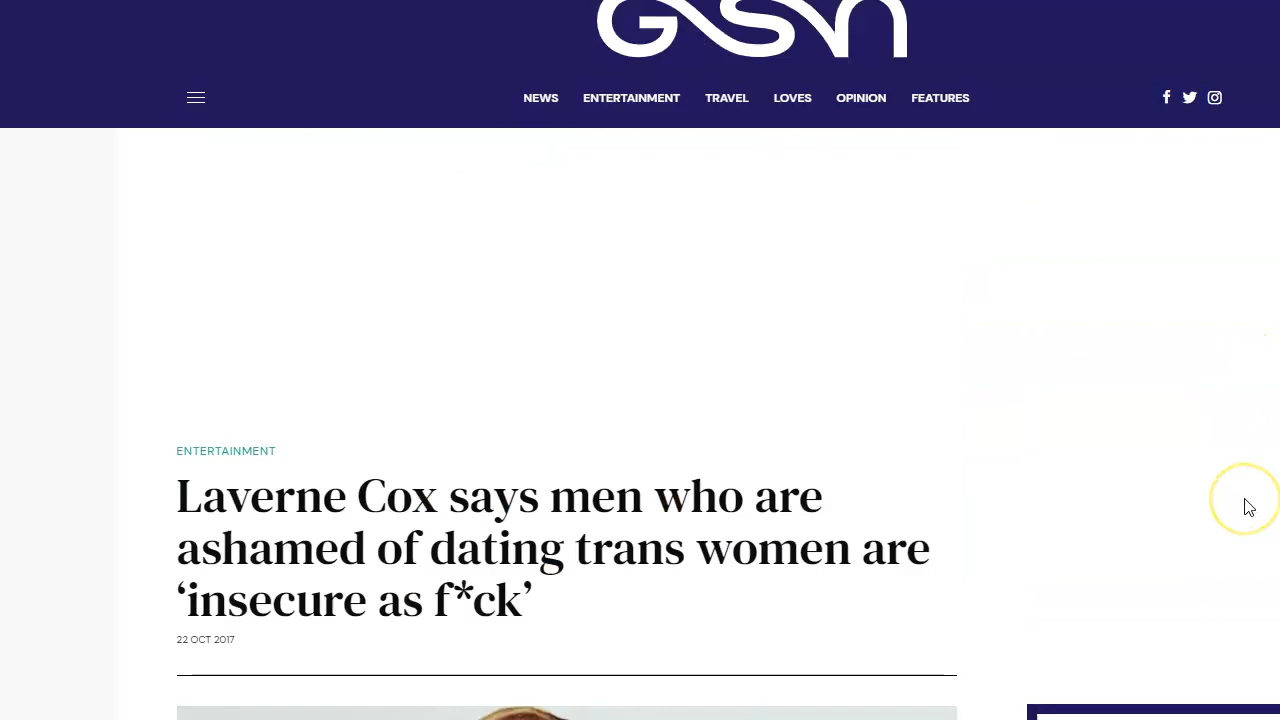 GSN
NEWS ENTERTAINMENT TRAVEL LOVES OPINION FEATURES
ENTERTAINMENT
Laverne Cox says men who are
ashamed of dating trans women are
‘insecure as f*ck’
22 OCT 2017